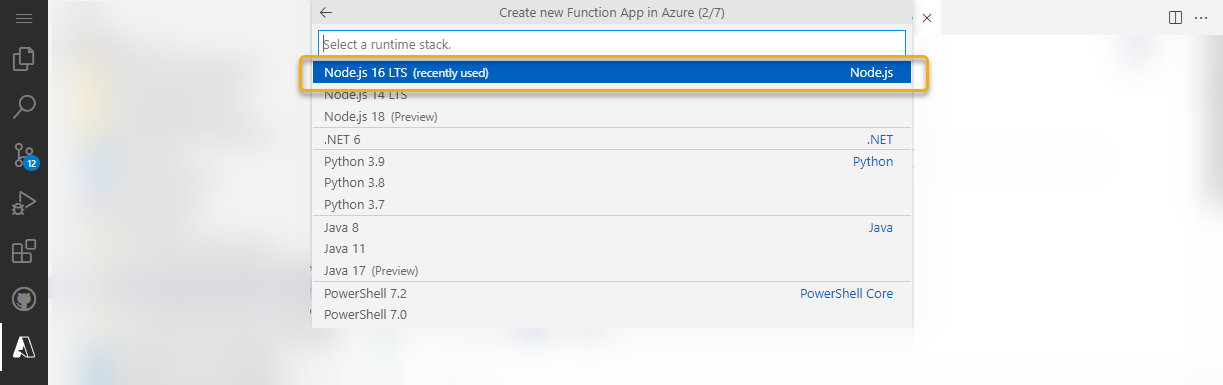 Create new Function App in Azure (2/7)
Select a runtime stack.
Node.js 16 LTS (recently used) Node.js
Node.js 14 LTS
Node.js 18 (Preview)
.NET 6 .NET
Python 3.9 Python
Python 3.8
Python 3.7
12
Java 8 Java
Java 11
Java 17 (Preview)
PowerShell 7.2 PowerShell Core
PowerShell 7.0